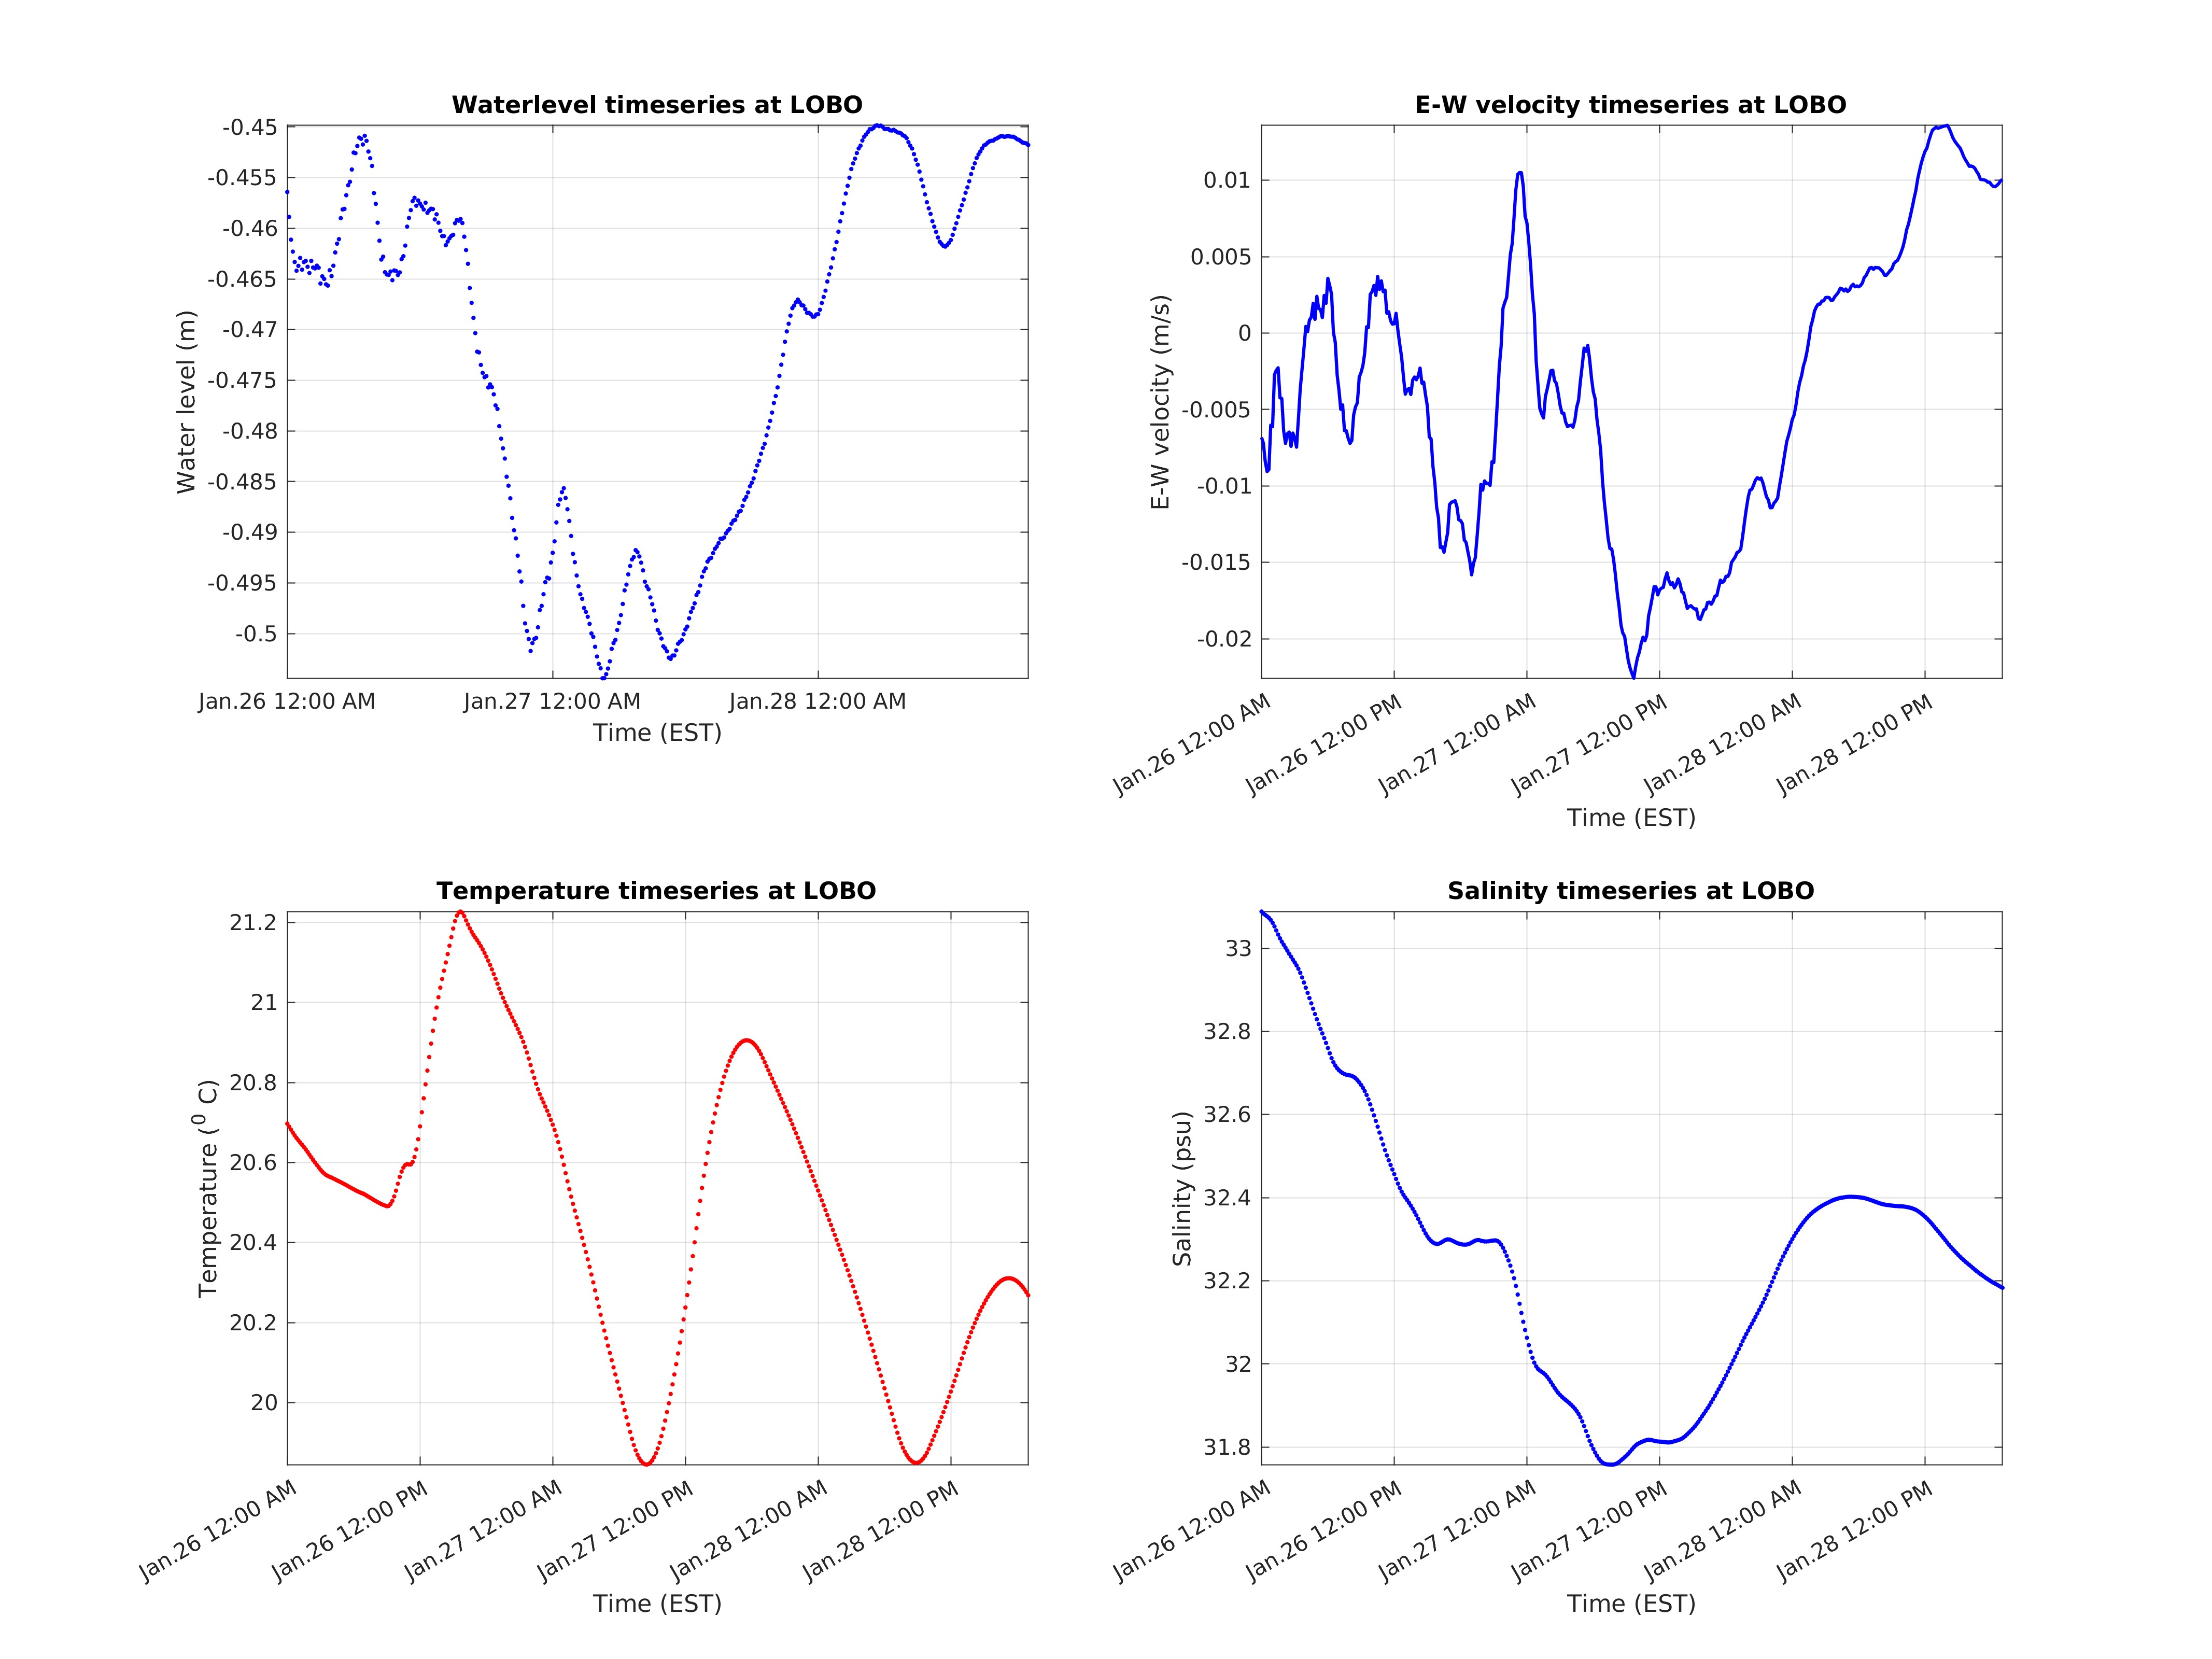 Waterlevel timeseries at LOBO
-0.45
-0.455
-0.46
-0.465
-0.47
-0.475
-0.48
-0.485
-0.49
-0.495
-0.5
Water level (m)
Jan.26 12:00 AM
Jan.27 12:00 AM
Jan.28 12:00 AM
Time (EST)
E-W velocity timeseries at LOBO
0.01
0.005
0
-0.005
-0.01
-0.015
-0.02
E-W velocity (m/s)
Jan.26 12:00 AM
Jan.26 12:00 PM
Jan.27 12:00 AM
Jan.27 12:00 PM
Jan.28 12:00 AM
Jan.28 12:00 PM
Time (EST)
Temperature timeseries at LOBO
21.2
21
20.8
20.6
20.4
20.2
20
Temperature (⁰ C)
Jan.26 12:00 AM
Jan.26 12:00 PM
Jan.27 12:00 AM
Jan.27 12:00 PM
Jan.28 12:00 AM
Jan.28 12:00 PM
Time (EST)
Salinity timeseries at LOBO
33
32.8
32.6
32.4
32.2
32
31.8
Salinity (psu)
Jan.26 12:00 AM
Jan.26 12:00 PM
Jan.27 12:00 AM
Jan.27 12:00 PM
Jan.28 12:00 AM
Jan.28 12:00 PM
Time (EST)